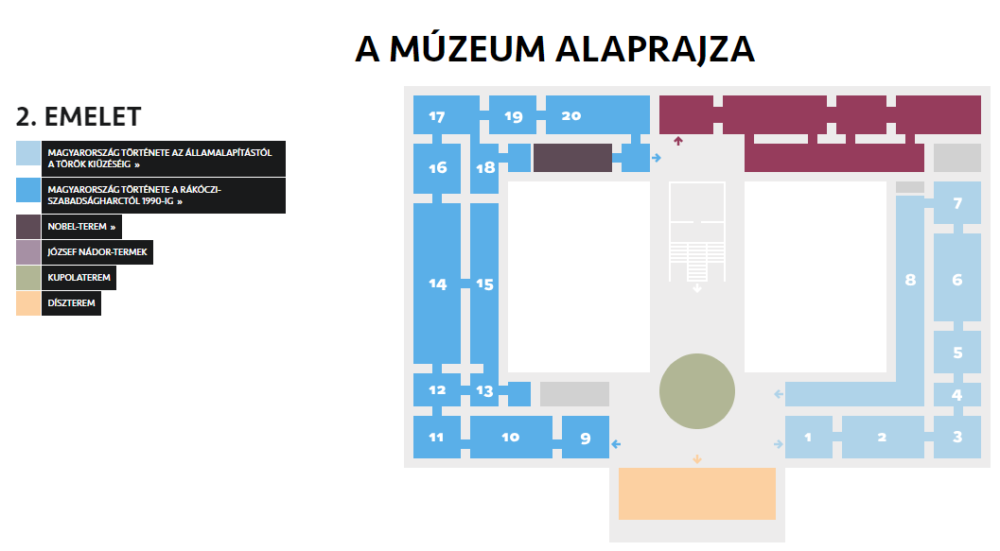 A MÚZEUM ALAPRAJZA
2. EMELET
MAGYARORSZÁG TÖRTÉNETE AZ ÁLLAMALAPÍTÁSTÓL
A TÖRÖK KIŰZÉSÉIG »
MAGYARORSZÁG TÖRTÉNETE A RÁKÓCZI-
SZABADSÁGHARCTÓL 1990-IG »
NOBEL-TEREM »
JÓZSEF NÁDOR-TERMEK
KUPOLATEREM
DÍSZTEREM
17 19 20
16 18
7
14 15 8 6
5
12 13 4
11 10 9 1 2 3